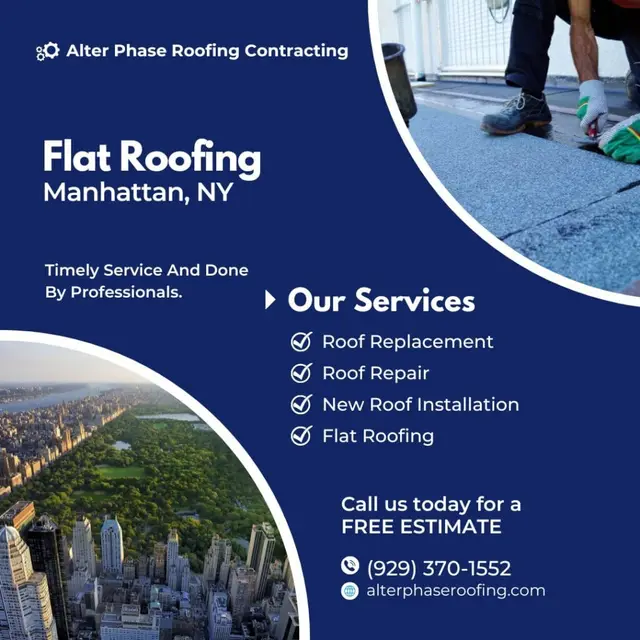 Alter Phase Roofing Contracting
Flat Roofing
Manhattan, NY
Timely Service And Done
By Professionals.
Our Services
Roof Replacement
Roof Repair
New Roof Installation
Flat Roofing
Call us today for a
FREE ESTIMATE
(929) 370-1552
alterphaseroofing.com